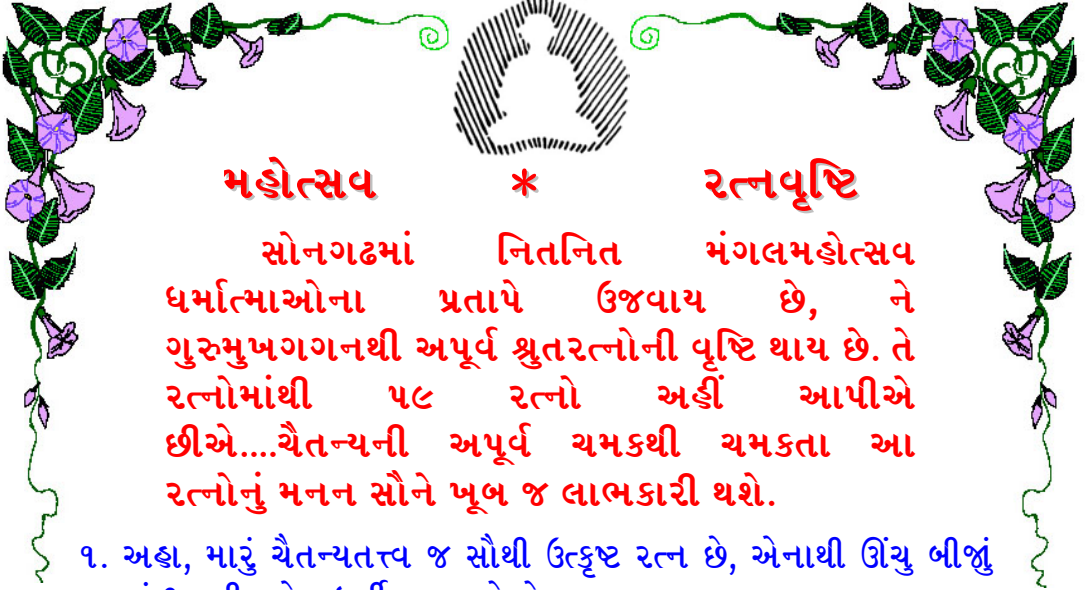 મહોત્સવ * રત્નવૃષ્ટિ
સોનગઢમાં નિતનિત મંગલમહોત્સવ
ધર્માત્માઓના પ્રતાપે ઉજવાય છે, ને
ગુરુમુખગગનથી અપૂર્વ શ્રુતરત્નોની વૃષ્ટિ થાય છે. તે
રત્નોમાંથી ૫૯ રત્નો અહીં આપીએ
છીએ....ચૈતન્યની અપૂર્વ ચમકથી ચમકતા આ
રત્નોનું મનન સૌને ખૂબ જ લાભકારી થશે.
૧. અહા, મારું ચૈતન્યતત્ત્વ જ સૌથી ઉત્કૃષ્ટ રત્ન છે, એનાથી ઊંચુ બીજાું